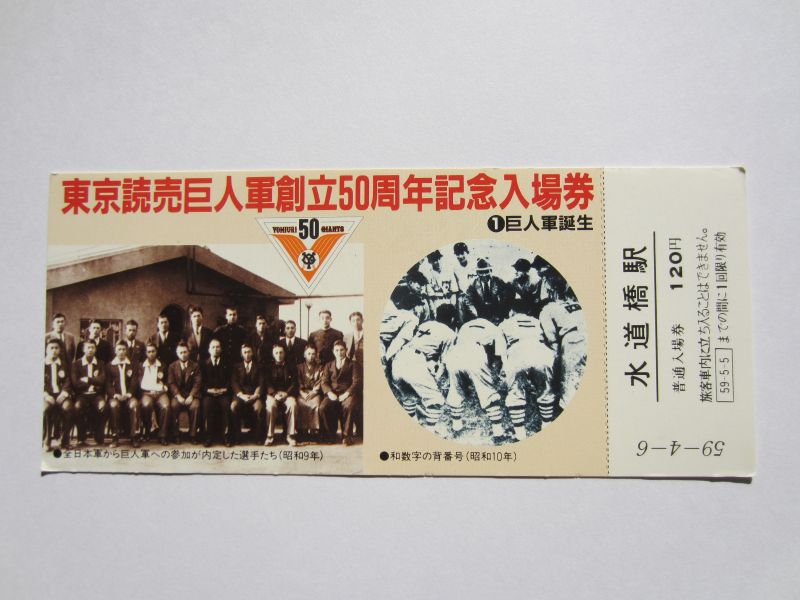 東京読売巨人軍創立50周年記念入場券
❶巨人軍誕生
YOMIURI 50 GIANTS
●全日本軍から巨人軍への参加が内定した選手たち(昭和9年)
●和数字の背番号(昭和10年)
水道橋駅
普通入場券 120円
旅客車内に立ち入ることはできません。
59-5-5 までの間に1回限り有効
59-4-6